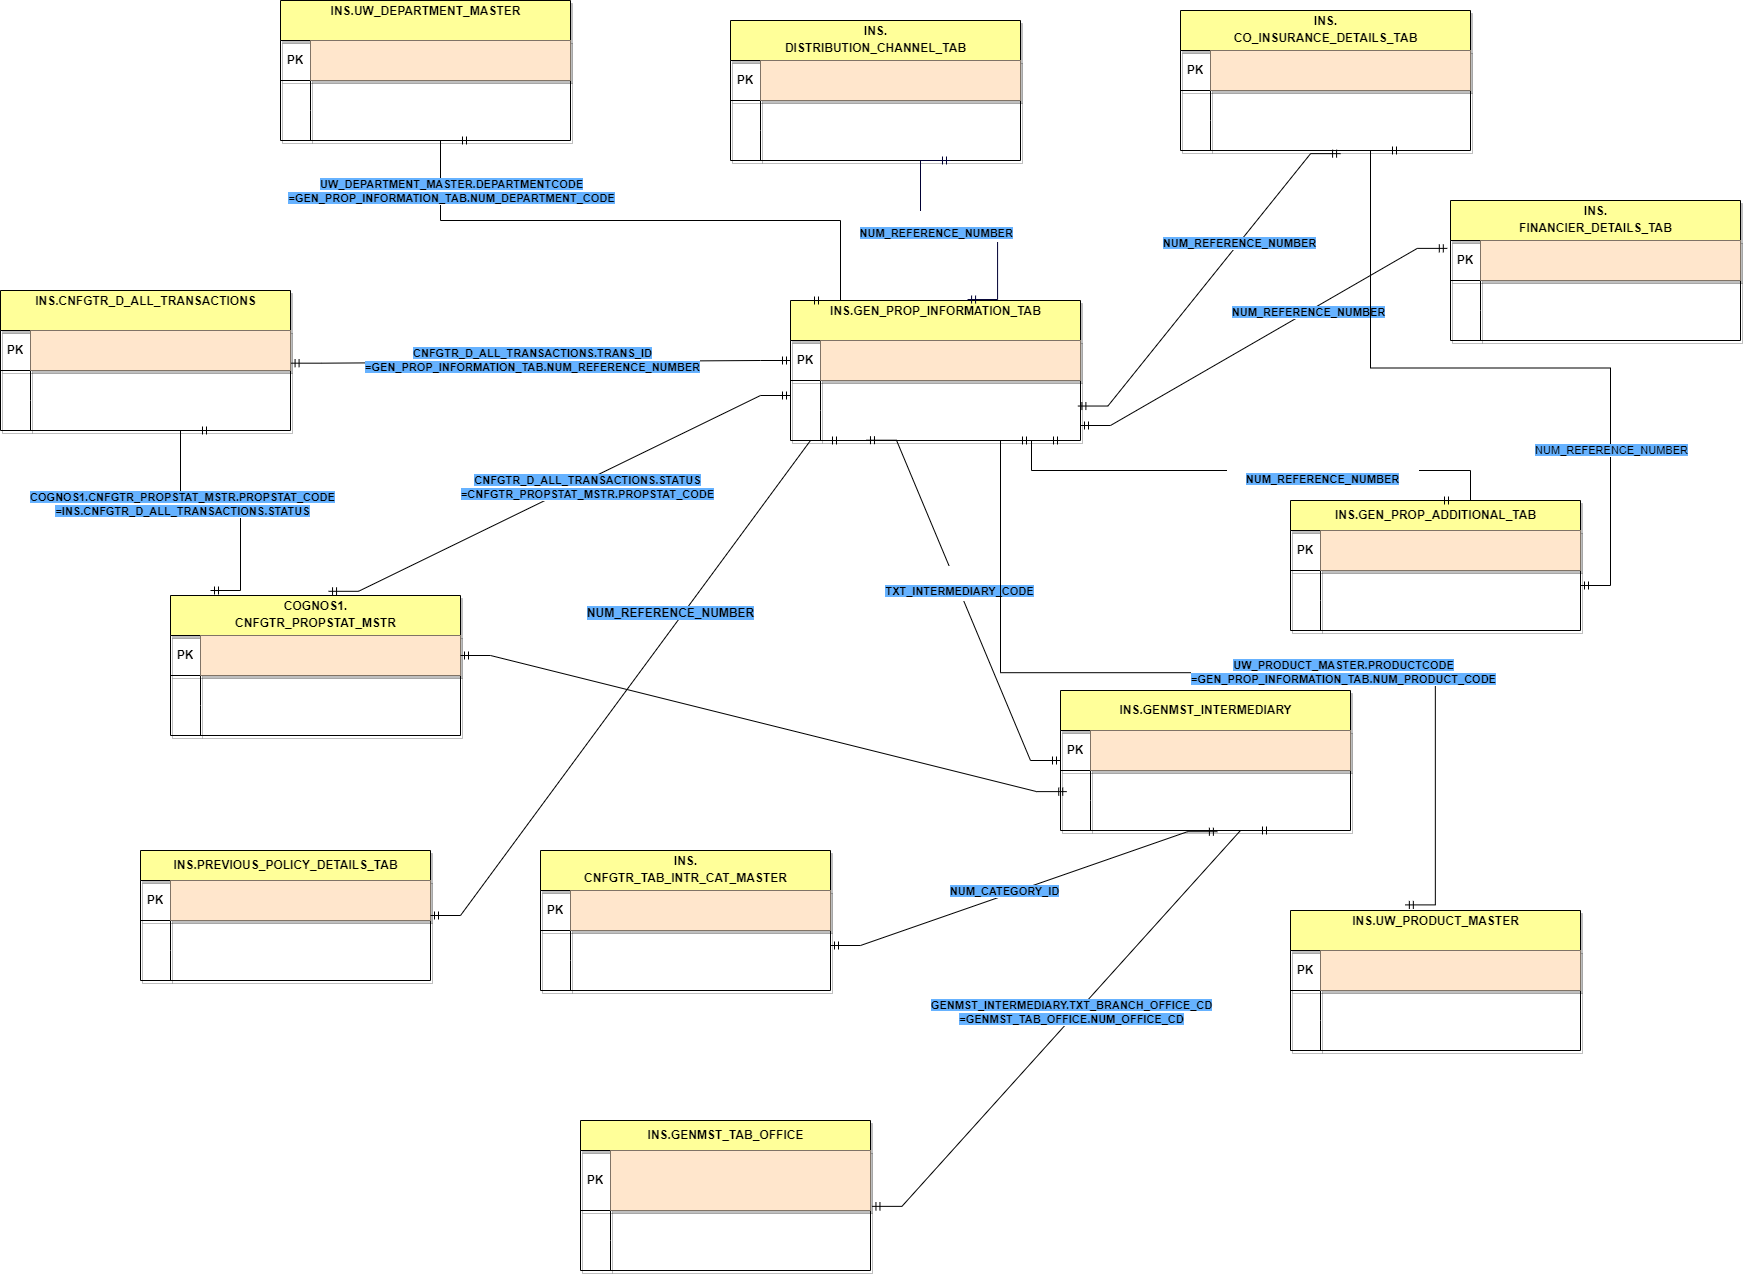 INS.UW_DEPARTMENT_MASTER
PK
INS.
DISTRIBUTION_CHANNEL_TAB
PK
INS.
CO_INSURANCE_DETAILS_TAB
PK
UW_DEPARTMENT_MASTER.DEPARTMENTCODE
=GEN_PROP_INFORMATION_TAB.NUM_DEPARTMENT_CODE
NUM_REFERENCE_NUMBER
NUM_REFERENCE_NUMBER
INS.
FINANCIER_DETAILS_TAB
PK
INS.CNFGTR_D_ALL_TRANSACTIONS
PK
CNFGTR_D_ALL_TRANSACTIONS.TRANS_ID
=GEN_PROP_INFORMATION_TAB.NUM_REFERENCE_NUMBER
INS.GEN_PROP_INFORMATION_TAB
PK
NUM_REFERENCE_NUMBER
NUM_REFERENCE_NUMBER
COGNOS1.CNFGTR_PROPSTAT_MSTR.PROPSTAT_CODE
=INS.CNFGTR_D_ALL_TRANSACTIONS.STATUS
CNFGTR_D_ALL_TRANSACTIONS.STATUS
=CNFGTR_PROPSTAT_MSTR.PROPSTAT_CODE
NUM_REFERENCE_NUMBER
INS.GEN_PROP_ADDITIONAL_TAB
PK
COGNOS1.
CNFGTR_PROPSTAT_MSTR
PK
NUM_REFERENCE_NUMBER
TXT_INTERMEDIARY_CODE
UW_PRODUCT_MASTER.PRODUCTCODE
=GEN_PROP_INFORMATION_TAB.NUM_PRODUCT_CODE
INS.GENMST_INTERMEDIARY
PK
INS.PREVIOUS_POLICY_DETAILS_TAB
PK
INS.
CNFGTR_TAB_INTR_CAT_MASTER
PK
NUM_CATEGORY_ID
INS.UW_PRODUCT_MASTER
PK
GENMST_INTERMEDIARY.TXT_BRANCH_OFFICE_CD
=GENMST_TAB_OFFICE.NUM_OFFICE_CD
INS.GENMST_TAB_OFFICE
PK